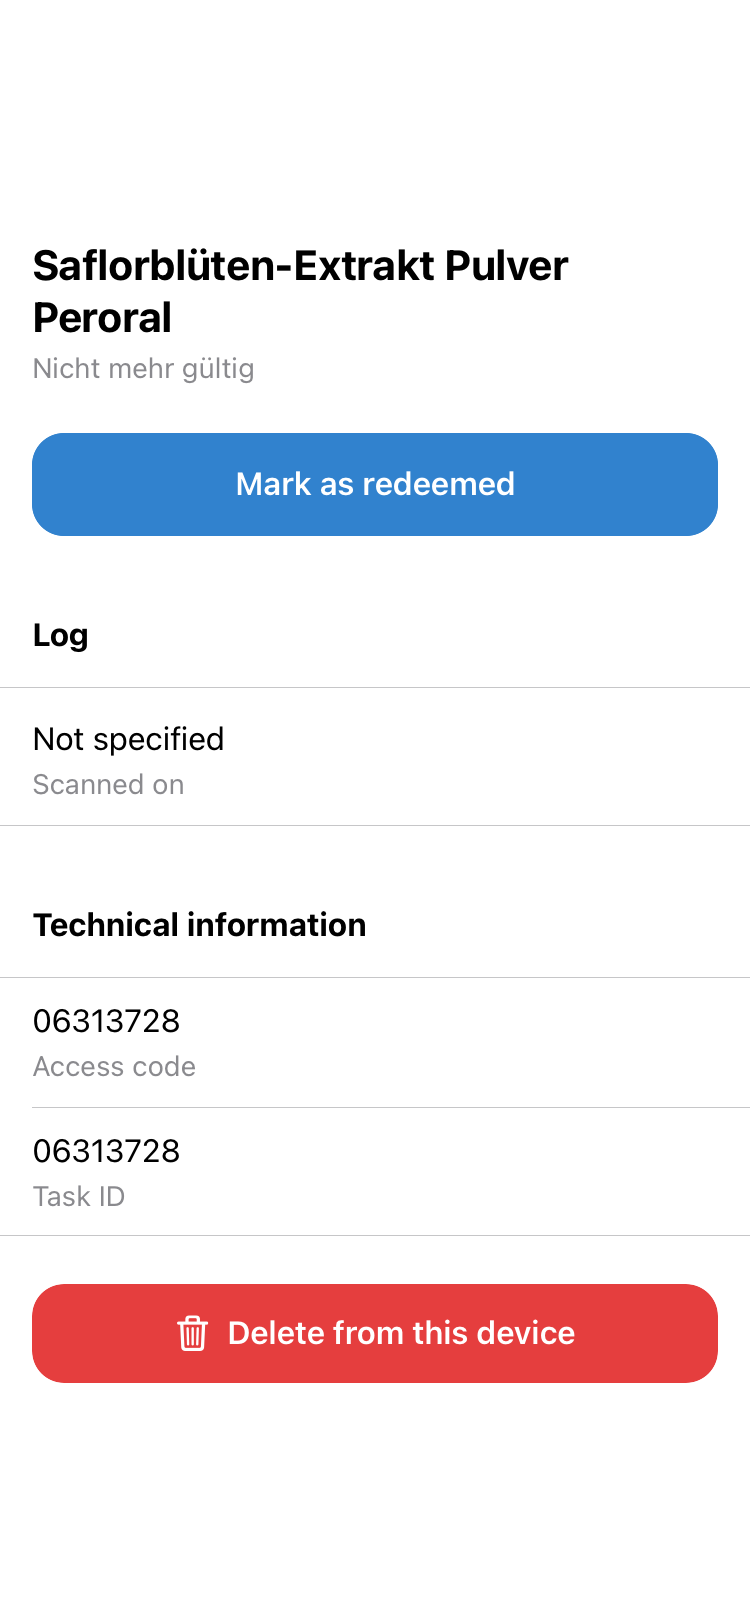 Saflorblüten-Extrakt Pulver
Peroral
Nicht mehr gültig
Mark as redeemed
Log
Not specified
Scanned on
Technical information
06313728
Access code
06313728
Task ID
Delete from this device